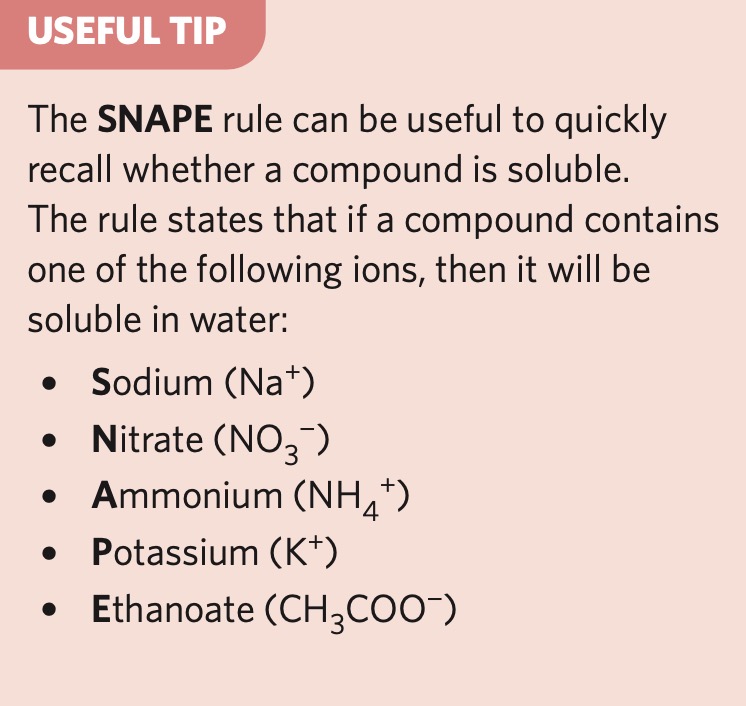 USEFUL TIP
The SNAPE rule can be useful to quickly
recall whether a compound is soluble.
The rule states that if a compound contains
one of the following ions, then it will be
soluble in water:
• Sodium (Na⁺)
• Nitrate (NO₃⁻)
• Ammonium (NH₄⁺)
• Potassium (K⁺)
• Ethanoate (CH₃COO⁻)